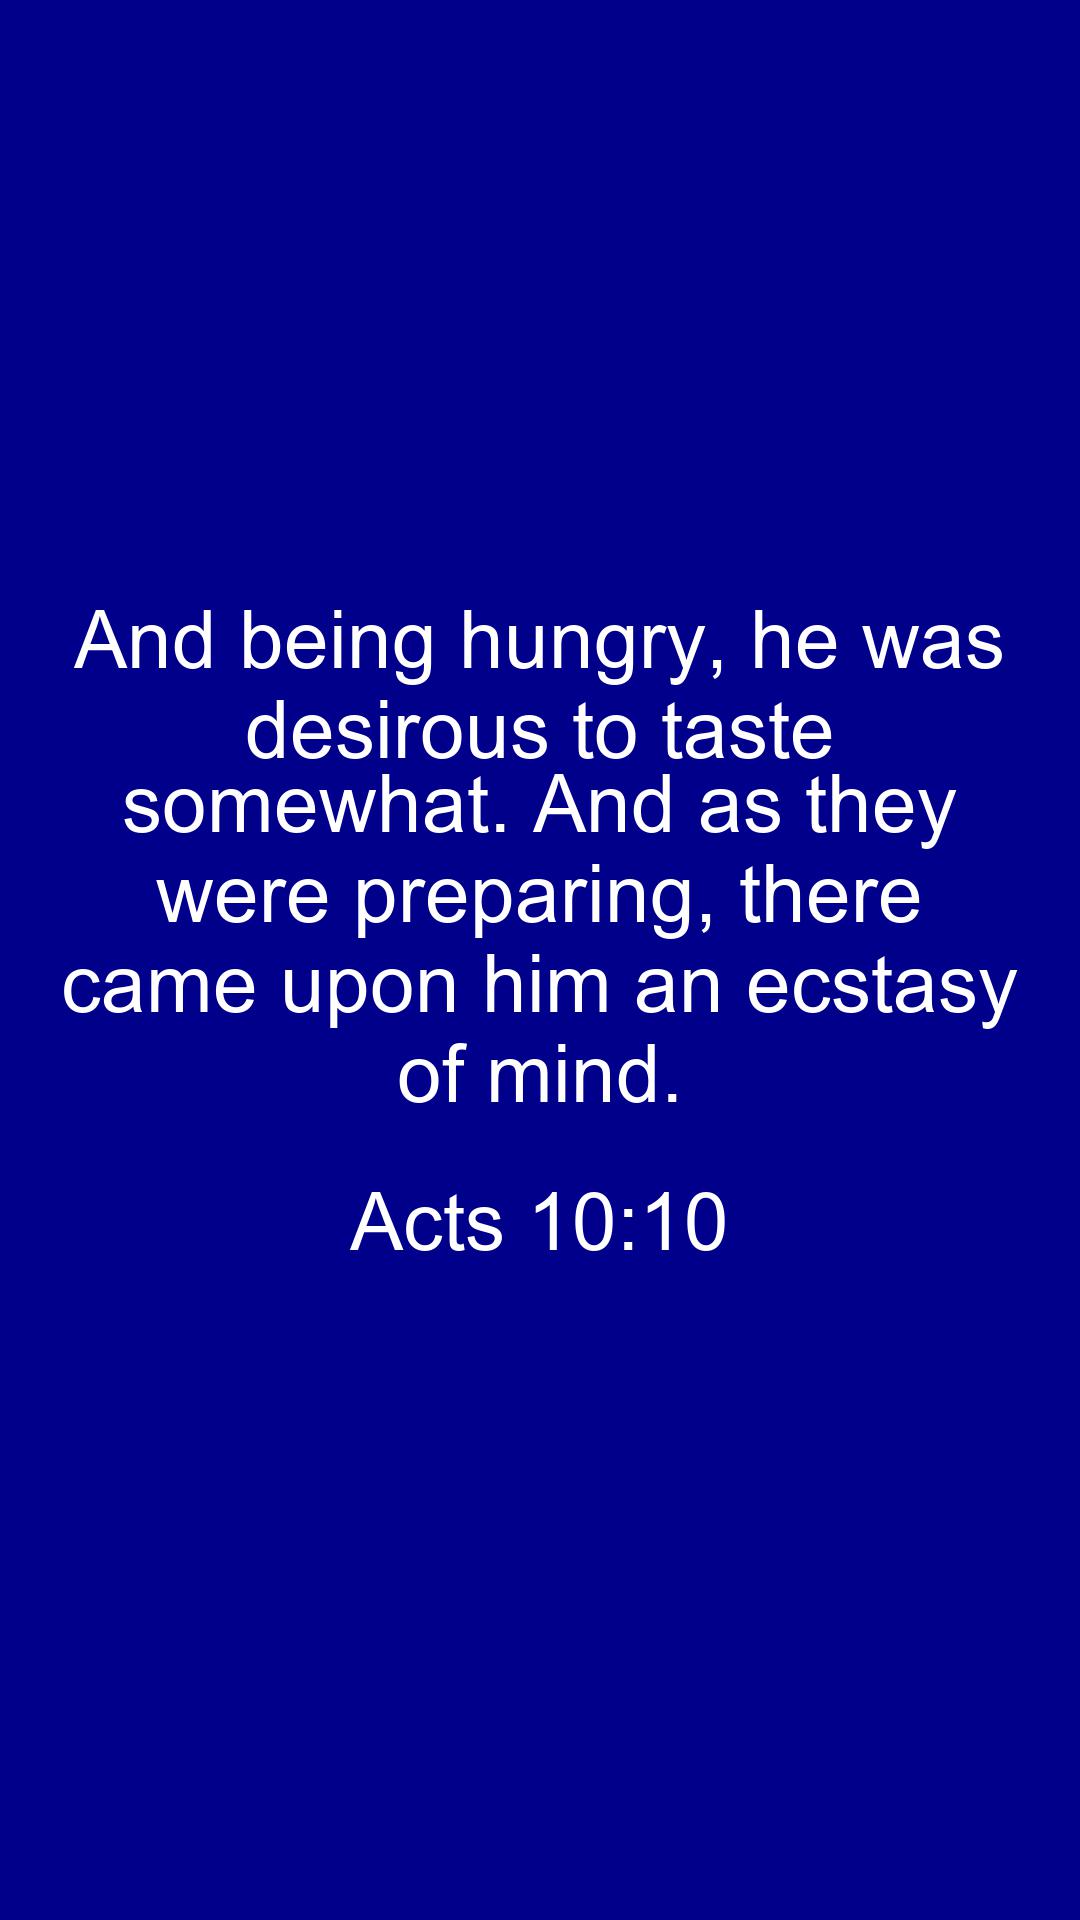 And being hungry, he was
desirous to taste
somewhat. And as they
were preparing, there
came upon him an ecstasy
of mind.
Acts 10:10